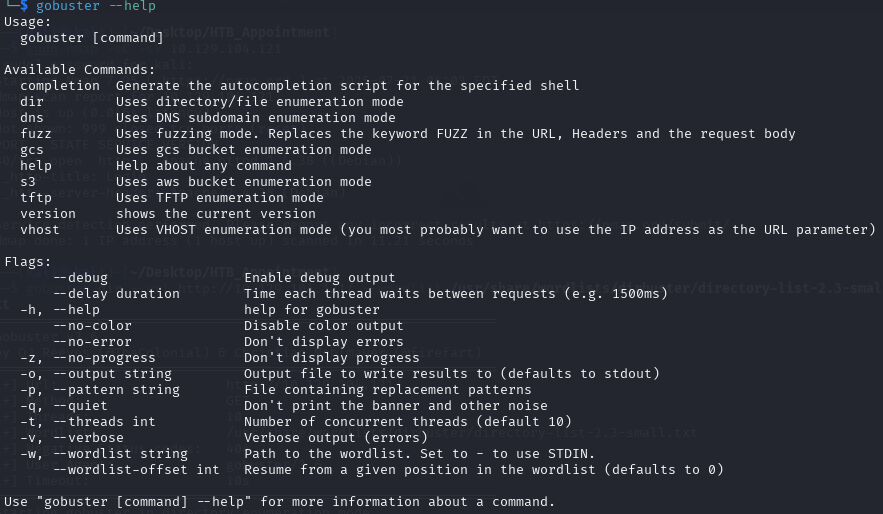 └─$ gobuster --help
Usage:
  gobuster [command]

Available Commands:
  completion  Generate the autocompletion script for the specified shell
  dir         Uses directory/file enumeration mode
  dns         Uses DNS subdomain enumeration mode
  fuzz        Uses fuzzing mode. Replaces the keyword FUZZ in the URL, Headers and the request body
  gcs         Uses gcs bucket enumeration mode
  help        Help about any command
  s3          Uses aws bucket enumeration mode
  tftp        Uses TFTP enumeration mode
  version     shows the current version
  vhost       Uses VHOST enumeration mode (you most probably want to use the IP address as the URL parameter)

Flags:
      --debug                 Enable debug output
      --delay duration        Time each thread waits between requests (e.g. 1500ms)
  -h, --help                  help for gobuster
      --no-color              Disable color output
      --no-error              Don't display errors
  -z, --no-progress           Don't display progress
  -o, --output string         Output file to write results to (defaults to stdout)
  -p, --pattern string        File containing replacement patterns
  -q, --quiet                 Don't print the banner and other noise
  -t, --threads int           Number of concurrent threads (default 10)
  -v, --verbose               Verbose output (errors)
  -w, --wordlist string       Path to the wordlist. Set to - to use STDIN.
      --wordlist-offset int   Resume from a given position in the wordlist (defaults to 0)

Use "gobuster [command] --help" for more information about a command.